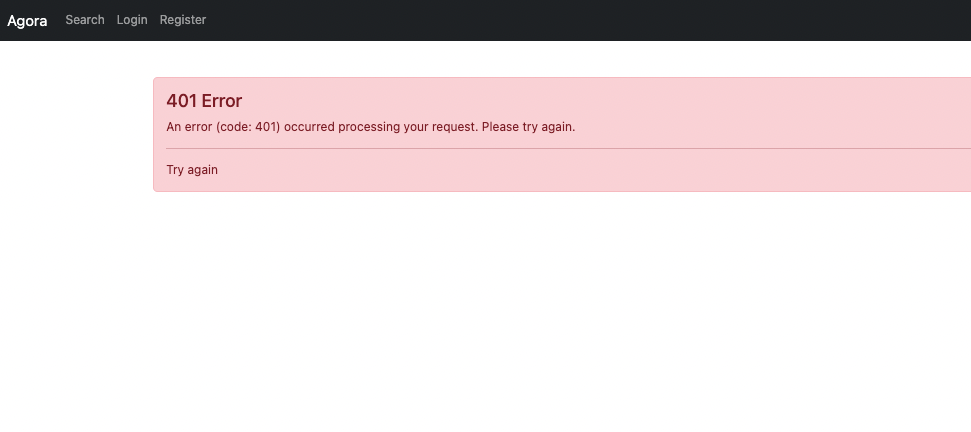 Agora Search Login Register
401 Error
An error (code: 401) occurred processing your request. Please try again.
Try again